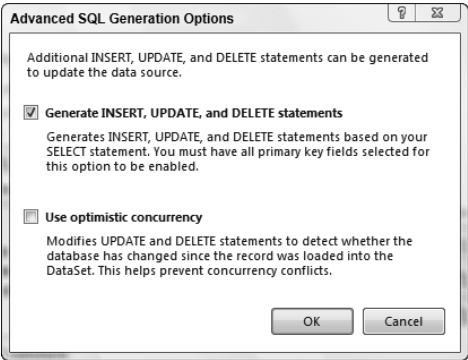 Advanced SQL Generation Options
Additional INSERT, UPDATE, and DELETE statements can be generated
to update the data source.
Generate INSERT, UPDATE, and DELETE statements
Generates INSERT, UPDATE, and DELETE statements based on your
SELECT statement. You must have all primary key fields selected for
this option to be enabled.
Use optimistic concurrency
Modifies UPDATE and DELETE statements to detect whether the
database has changed since the record was loaded into the
DataSet. This helps prevent concurrency conflicts.
OK Cancel